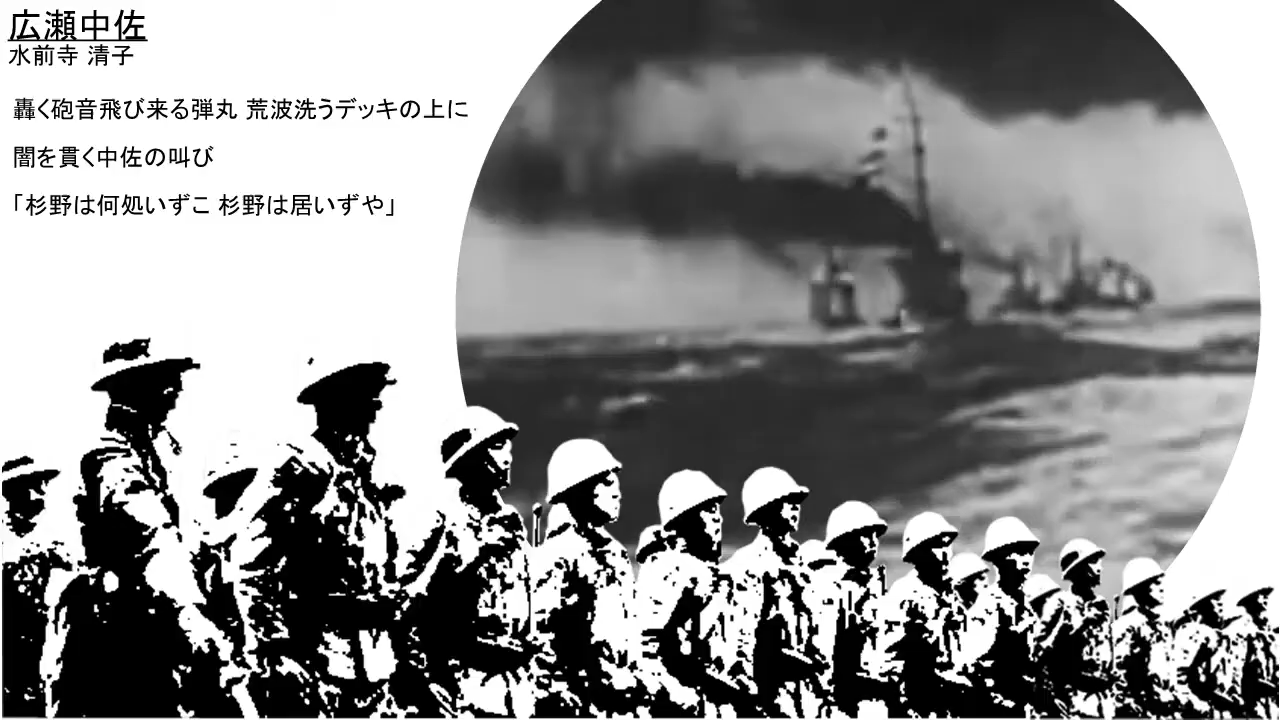 広瀬中佐
水前寺 清子
轟く砲音飛び来る弾丸 荒波洗うデッキの上に
闇を貫く中佐の叫び
「杉野は何処いずこ 杉野は居いずや」